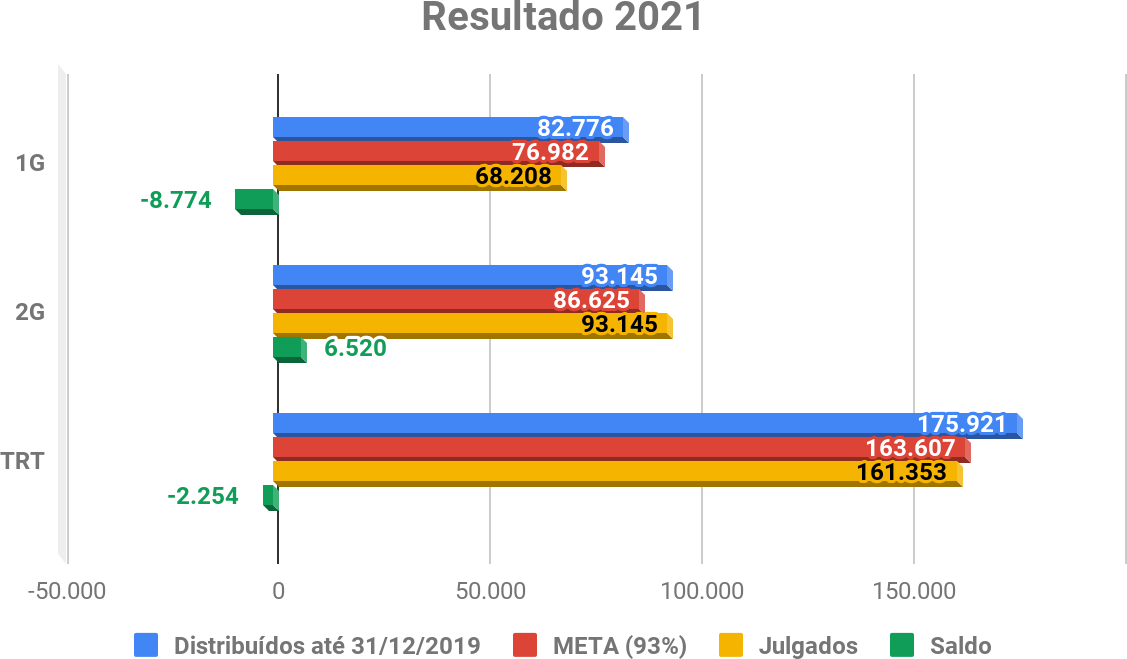 Resultado 2021
1G
82.776
76.982
68.208
-8.774
2G
93.145
86.625
93.145
6.520
TRT
175.921
163.607
161.353
-2.254
-50.000 0 50.000 100.000 150.000
Distribuídos até 31/12/2019 META (93%) Julgados Saldo